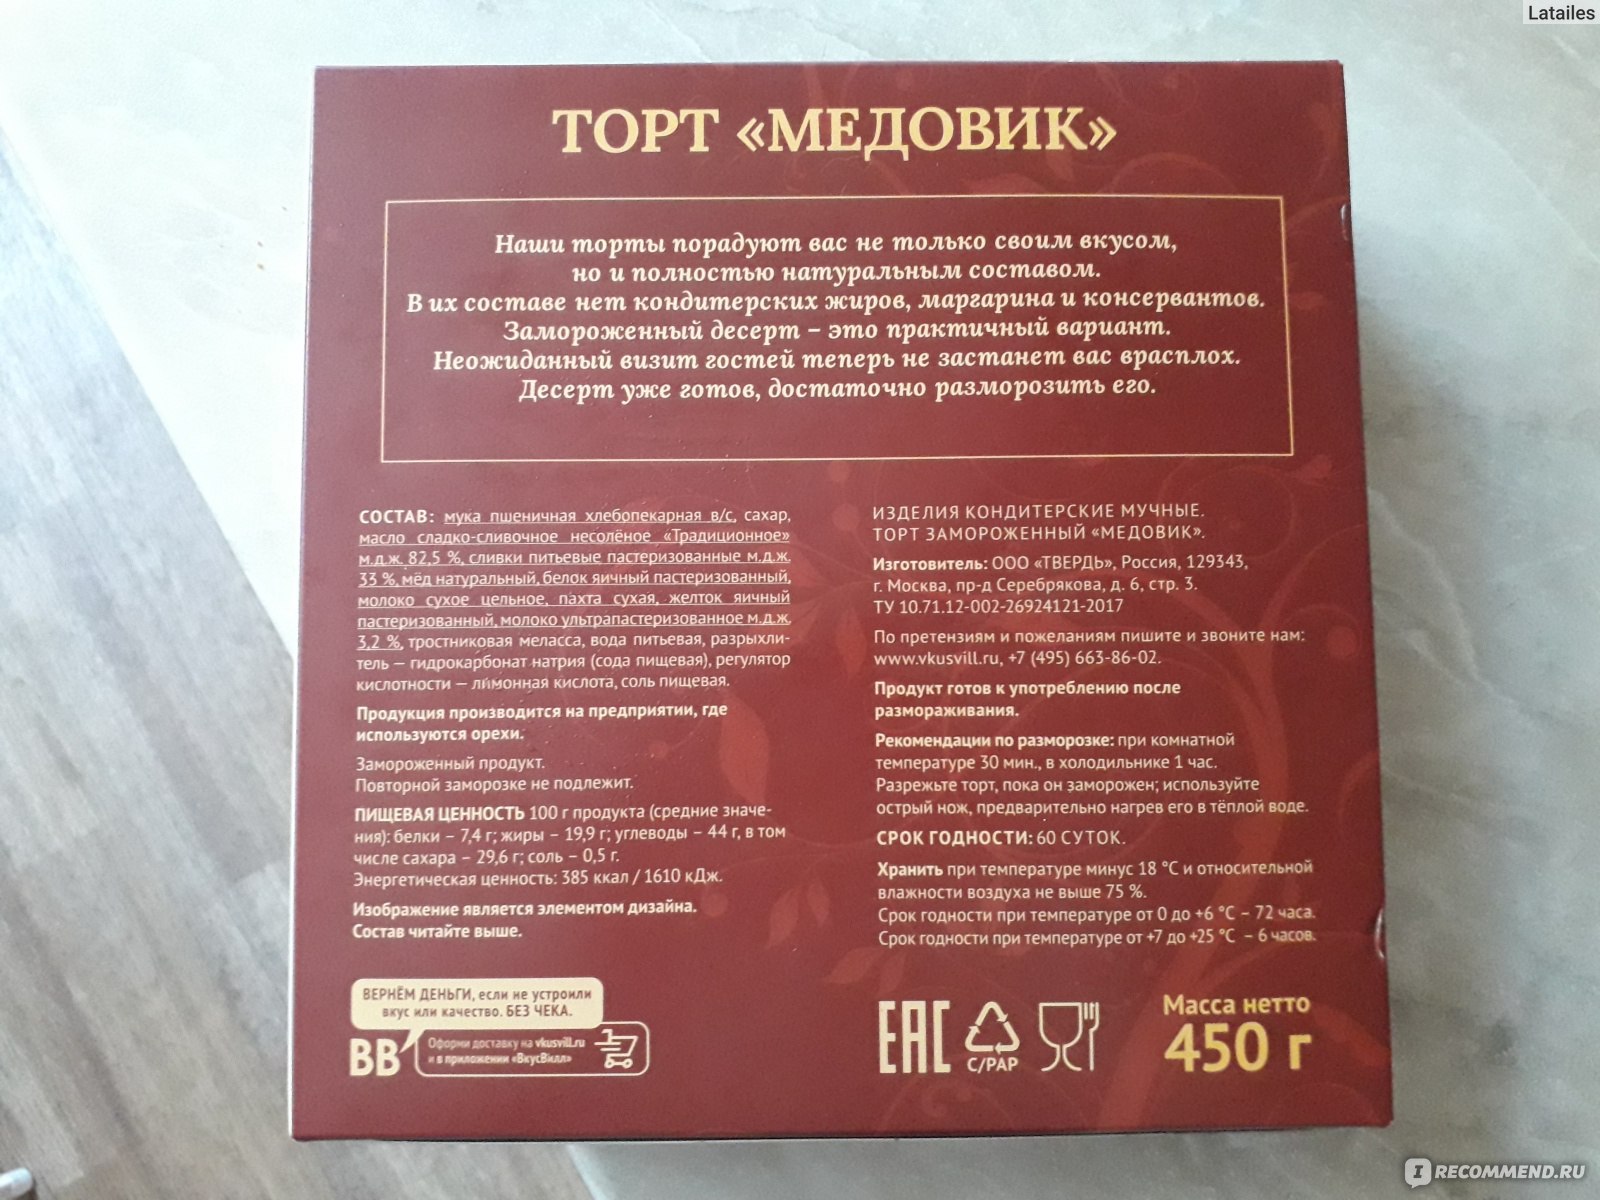 Latailes
ТОРТ «МЕДОВИК»
Наши торты порадуют вас не только своим вкусом,
но и полностью натуральным составом.
В их составе нет кондитерских жиров, маргарина и консервантов.
Замороженный десерт – это практичный вариант.
Неожиданный визит гостей теперь не застанет вас врасплох.
Десерт уже готов, достаточно разморозить его.
СОСТАВ: мука пшеничная хлебопекарная в/с, сахар,
масло сладко-сливочное несолёное «Традиционное»
м.д.ж. 82,5 %, сливки питьевые пастеризованные м.д.ж.
33 %, мёд натуральный, белок яичный пастеризованный,
молоко сухое цельное, пахта сухая, желток яичный
пастеризованный, молоко ультрапастеризованное м.д.ж.
3,2 %, тростниковая меласса, вода питьевая, разрыхли-
тель — гидрокарбонат натрия (сода пищевая), регулятор
кислотности — лимонная кислота, соль пищевая.
Продукция производится на предприятии, где
используются орехи.
Замороженный продукт.
Повторной заморозке не подлежит.
ПИЩЕВАЯ ЦЕННОСТЬ 100 г продукта (средние значе-
ния): белки – 7,4 г; жиры – 19,9 г; углеводы – 44 г, в том
числе сахара – 29,6 г; соль – 0,5 г.
Энергетическая ценность: 385 ккал / 1610 кДж.
Изображение является элементом дизайна.
Состав читайте выше.
ВЕРНЁМ ДЕНЬГИ, если не устроили
вкус или качество. БЕЗ ЧЕКА.
ВВ
Оформи доставку на vkusvill.ru
и в приложении «ВкусВилл»
ИЗДЕЛИЯ КОНДИТЕРСКИЕ МУЧНЫЕ.
ТОРТ ЗАМОРОЖЕННЫЙ «МЕДОВИК».
Изготовитель: ООО «ТВЕРДЬ», Россия, 129343,
г. Москва, пр-д Серебрякова, д. 6, стр. 3.
ТУ 10.71.12-002-26924121-2017
По претензиям и пожеланиям пишите и звоните нам:
www.vkusvill.ru, +7 (495) 663-86-02.
Продукт готов к употреблению после
размораживания.
Рекомендации по разморозке: при комнатной
температуре 30 мин., в холодильнике 1 час.
Разрежьте торт, пока он заморожен; используйте
острый нож, предварительно нагрев его в тёплой воде.
СРОК ГОДНОСТИ: 60 СУТОК.
Хранить при температуре минус 18 °С и относительной
влажности воздуха не выше 75 %.
Срок годности при температуре от 0 до +6 °С – 72 часа.
Срок годности при температуре от +7 до +25 °С – 6 часов.
ЕАС
C/PAP
Масса нетто
450 г
IRECOMMEND.RU